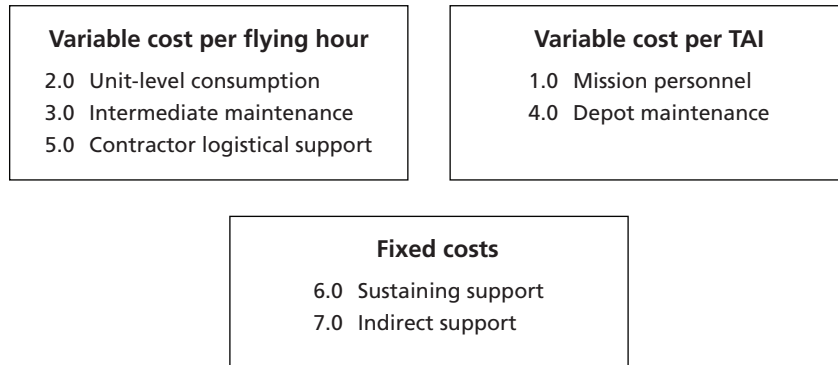 Variable cost per flying hour
2.0 Unit-level consumption
3.0 Intermediate maintenance
5.0 Contractor logistical support
Variable cost per TAI
1.0 Mission personnel
4.0 Depot maintenance
Fixed costs
6.0 Sustaining support
7.0 Indirect support